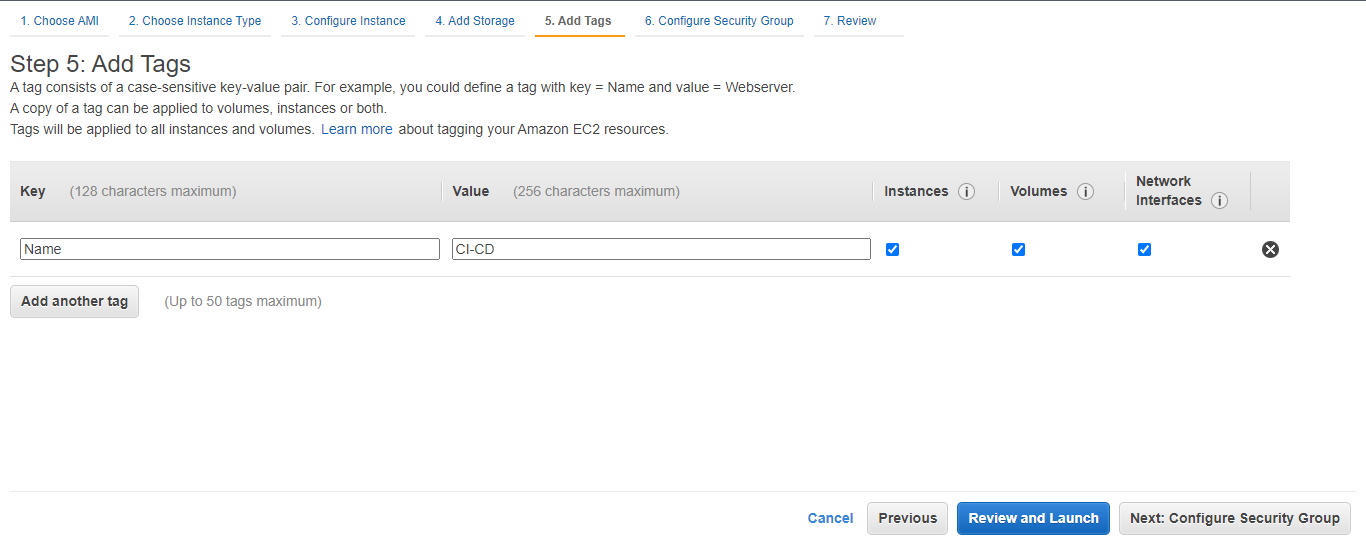 1. Choose AMI 2. Choose Instance Type 3. Configure Instance 4. Add Storage 5. Add Tags 6. Configure Security Group 7. Review
Step 5: Add Tags
A tag consists of a case-sensitive key-value pair. For example, you could define a tag with key = Name and value = Webserver.
A copy of a tag can be applied to volumes, instances or both.
Tags will be applied to all instances and volumes. Learn more about tagging your Amazon EC2 resources.
Key (128 characters maximum) Value (256 characters maximum) Instances i Volumes i Network
Interfaces i
Name CI-CD
Add another tag (Up to 50 tags maximum)
Cancel Previous Review and Launch Next: Configure Security Group